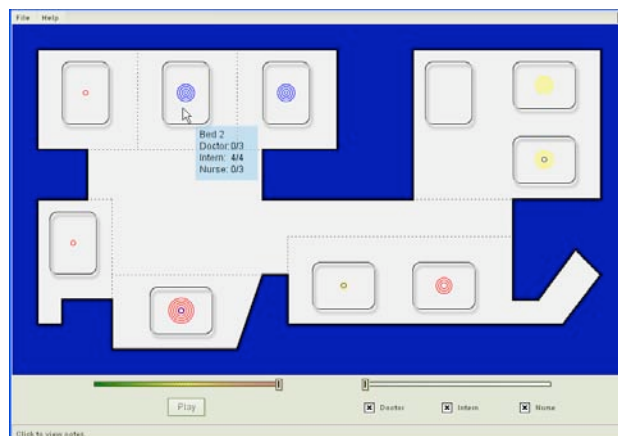 File Help
Bed 2
Doctor:0/3
Intern: 4/4
Nurse: 0/3
Play
Doctor Intern Nurse
Click to view notes